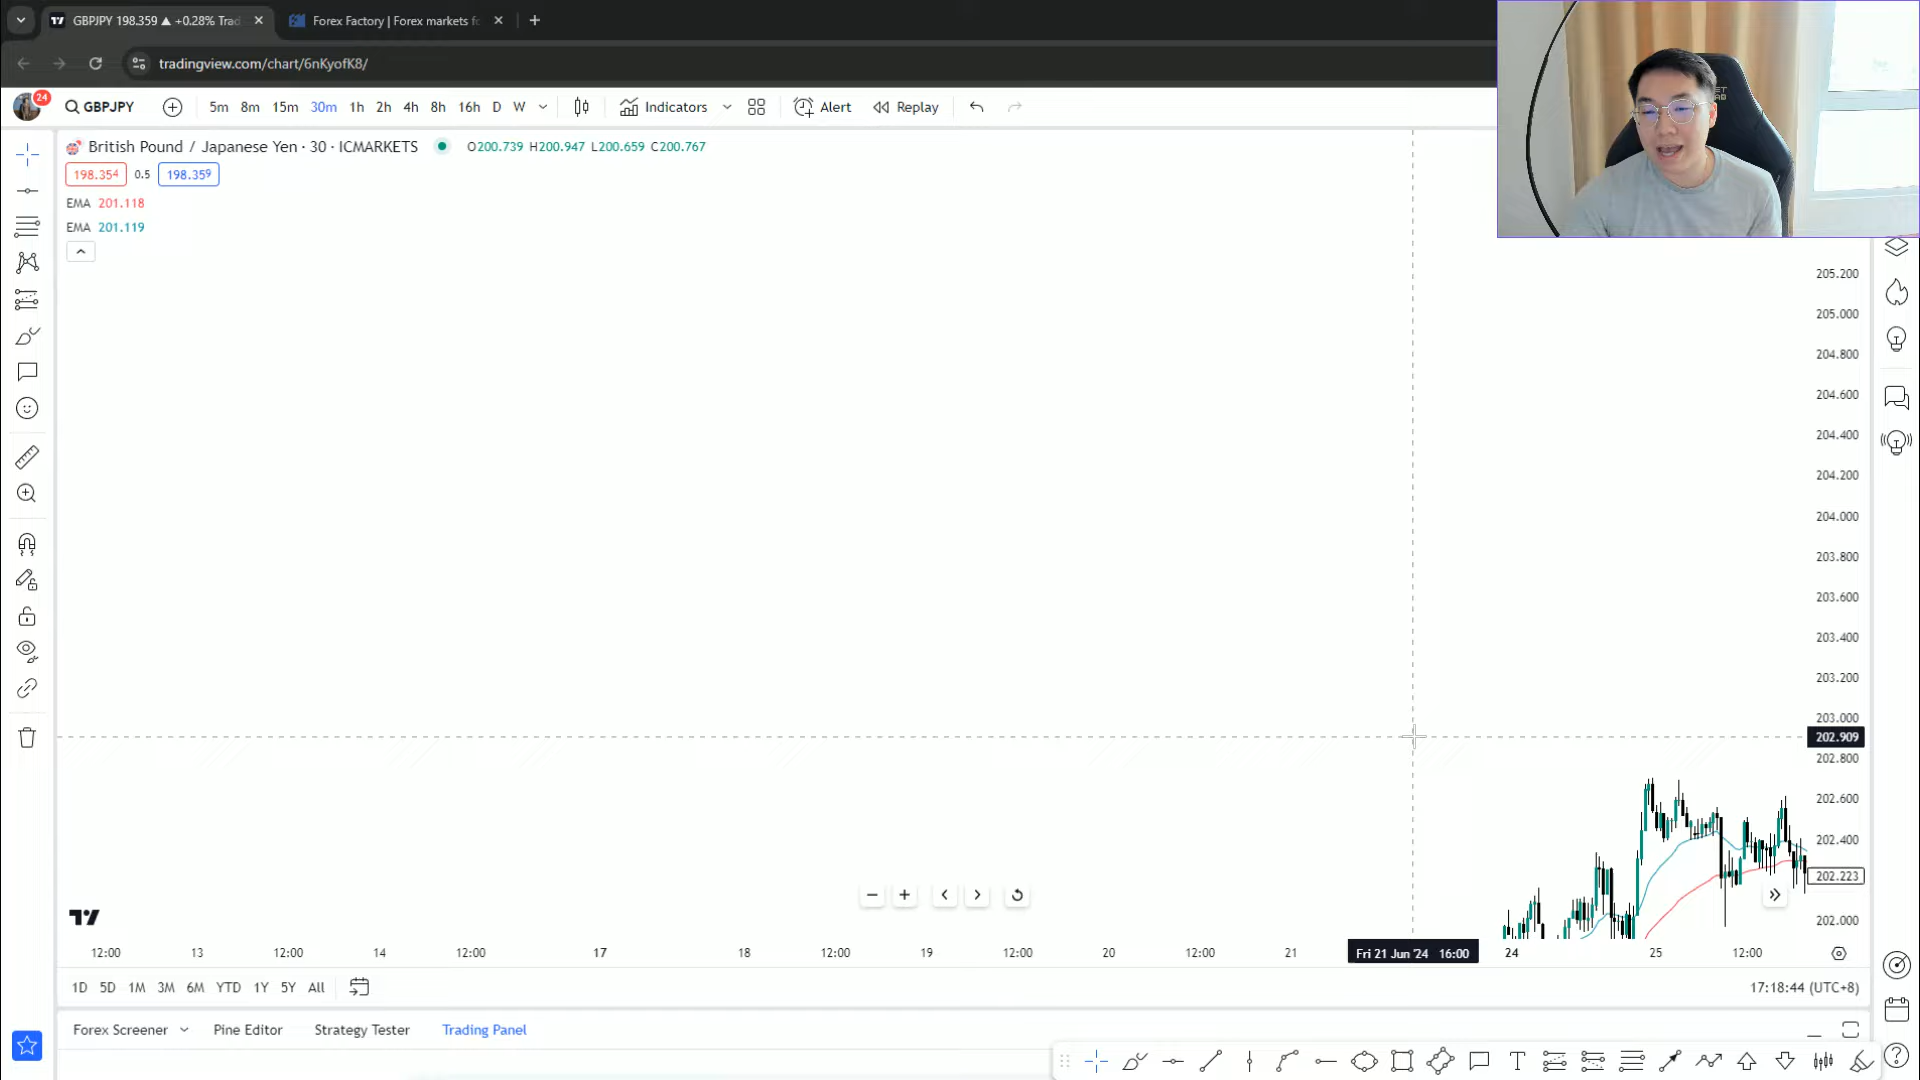 GBPJPY 198.359 ▲ +0.28% Trad
Forex Factory | Forex markets fo
tradingview.com/chart/6nKyofK8/
24
GBPJPY
5m 8m 15m 30m 1h 2h 4h 8h 16h D W
Indicators
Alert
Replay
British Pound / Japanese Yen · 30 · ICMARKETS
O200.739 H200.947 L200.659 C200.767
198.354 0.5 198.359
EMA 201.118
EMA 201.119
205.200
205.000
204.800
204.600
204.400
204.200
204.000
203.800
203.600
203.400
203.200
203.000
202.909
202.800
202.600
202.400
202.223
202.000
12:00 13 12:00 14 12:00 17 18 12:00 19 12:00 20 12:00 21 Fri 21 Jun '24 16:00 24 25 12:00
1D 5D 1M 3M 6M YTD 1Y 5Y All
17:18:44 (UTC+8)
Forex Screener Pine Editor Strategy Tester Trading Panel